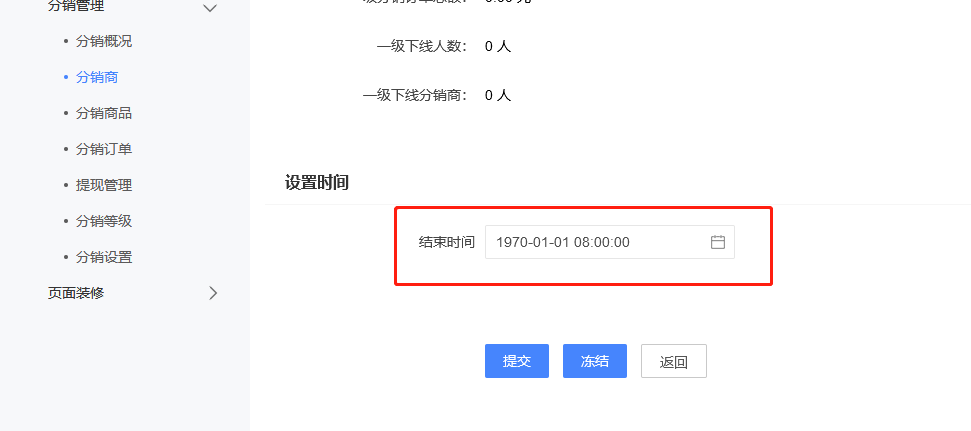 分销管理
分销概况
分销商
分销商品
分销订单
提现管理
分销等级
分销设置
页面装修
一级下线人数： 0 人
一级下线分销商： 0 人
设置时间
结束时间 1970-01-01 08:00:00
提交 冻结 返回